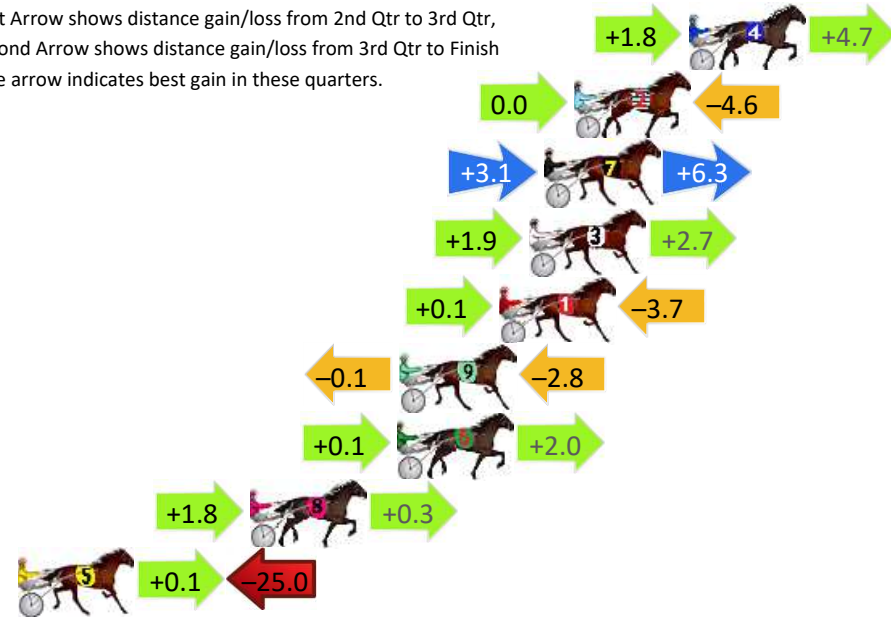 t Arrow shows distance gain/loss from 2nd Qtr to 3rd Qtr,
ond Arrow shows distance gain/loss from 3rd Qtr to Finish
e arrow indicates best gain in these quarters.
+1.8 4 +4.7
0.0 2 –4.6
+3.1 7 +6.3
+1.9 3 +2.7
+0.1 1 –3.7
–0.1 9 –2.8
+0.1 6 +2.0
+1.8 8 +0.3
5 +0.1 –25.0